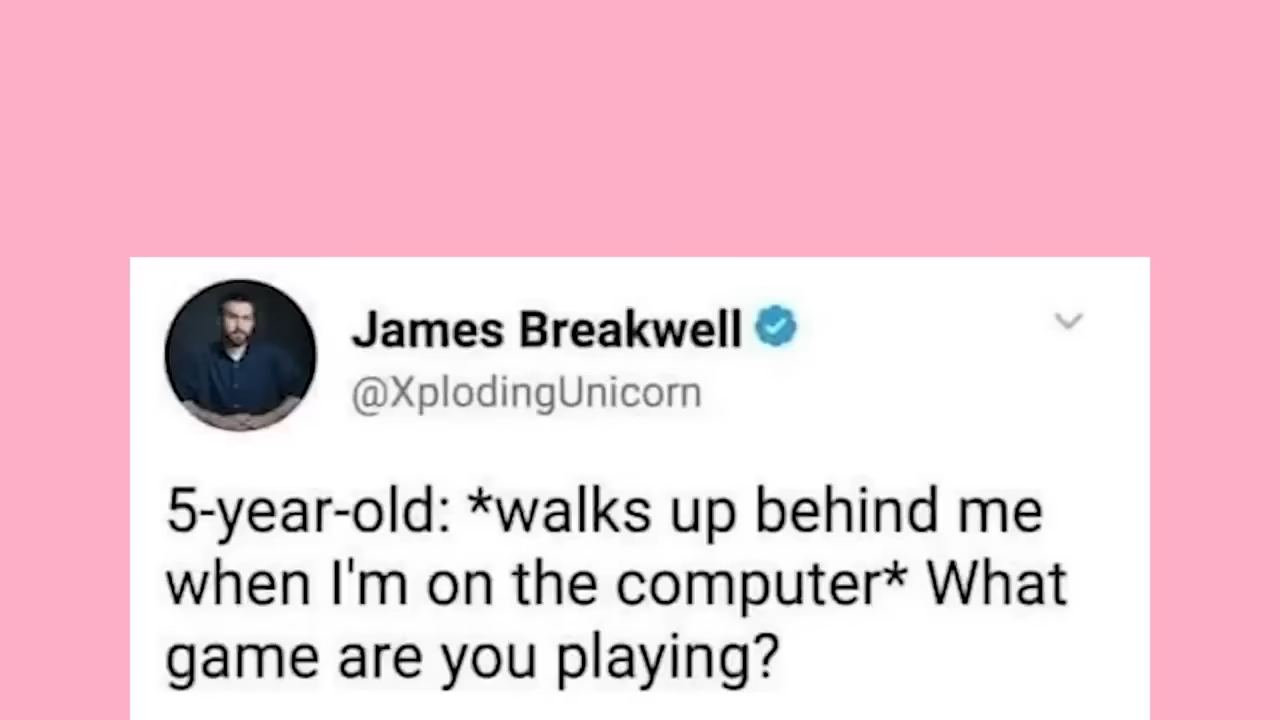 James Breakwell
@XplodingUnicorn
5-year-old: *walks up behind me
when I'm on the computer* What
game are you playing?